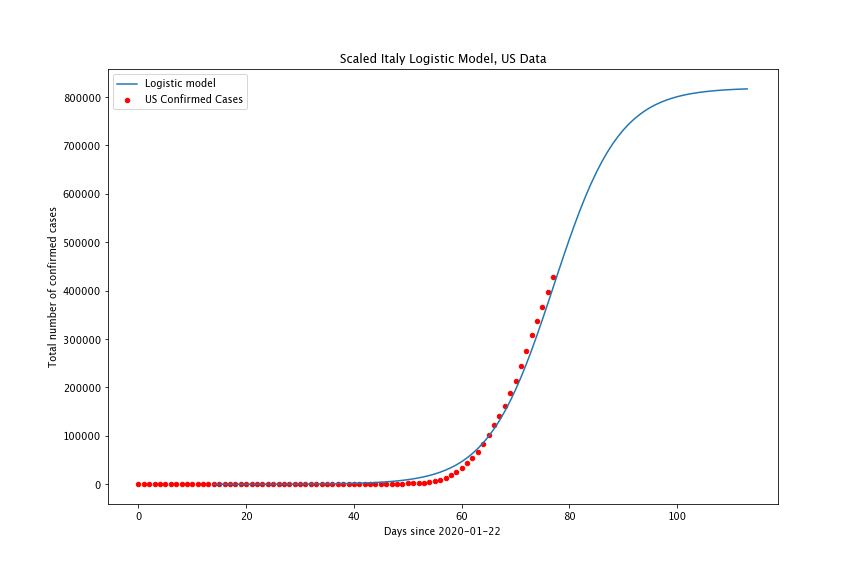 Scaled Italy Logistic Model, US Data
Logistic model
US Confirmed Cases
800000
700000
600000
500000
400000
300000
200000
100000
0
Total number of confirmed cases
0 20 40 60 80 100
Days since 2020-01-22